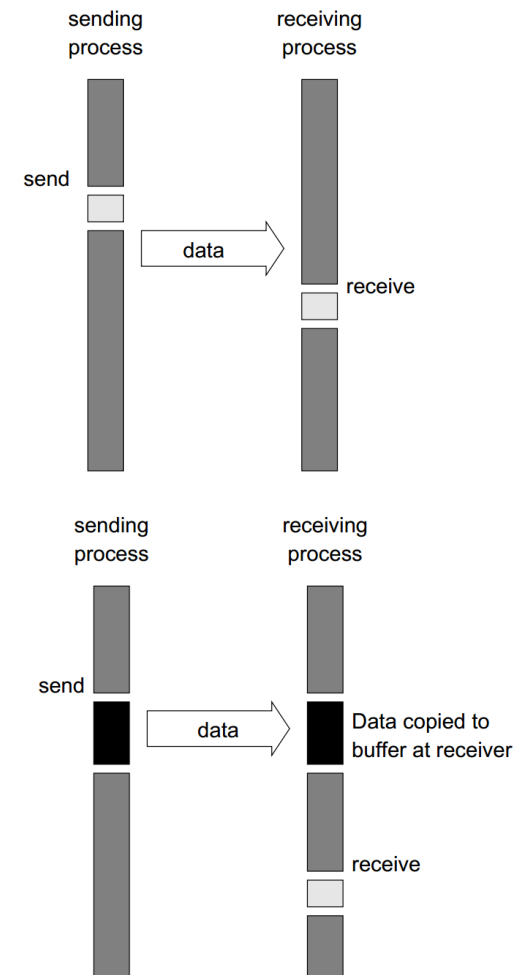 sending
process
receiving
process
send
data
receive
sending
process
receiving
process
send
data
Data copied to
buffer at receiver
receive